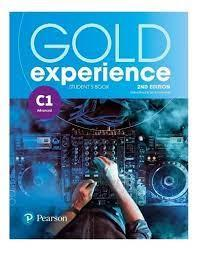 GOLD
experience
STUDENT'S BOOK
2ND EDITION
C1
Advanced
Pearson